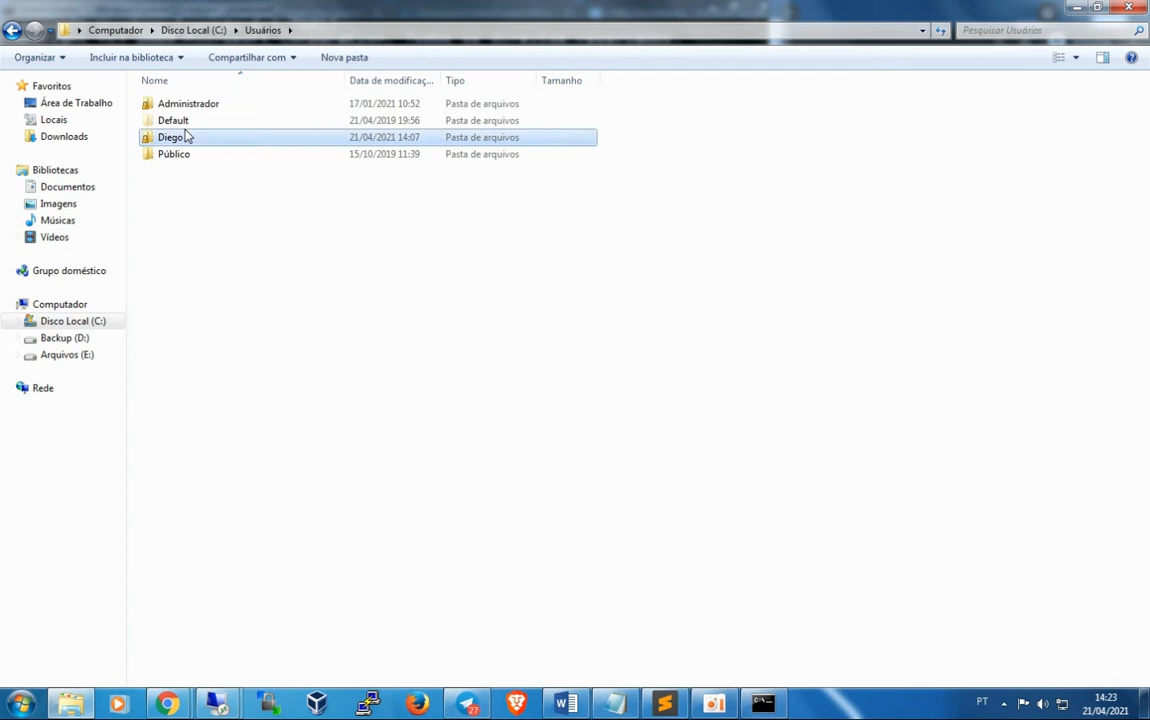 Computador Disco Local (C:) Usuários
Pesquisar Usuários
Organizar Incluir na biblioteca Compartilhar com Nova pasta
Nome Data de modificaç... Tipo Tamanho
Favoritos
Área de Trabalho
Locais
Downloads
Bibliotecas
Documentos
Imagens
Músicas
Vídeos
Grupo doméstico
Computador
Disco Local (C:)
Backup (D:)
Arquivos (E:)
Rede
Administrador 17/01/2021 10:52 Pasta de arquivos
Default 21/04/2019 19:56 Pasta de arquivos
Diego 21/04/2021 14:07 Pasta de arquivos
Público 15/10/2019 11:39 Pasta de arquivos
27
PT
14:23
21/04/2021